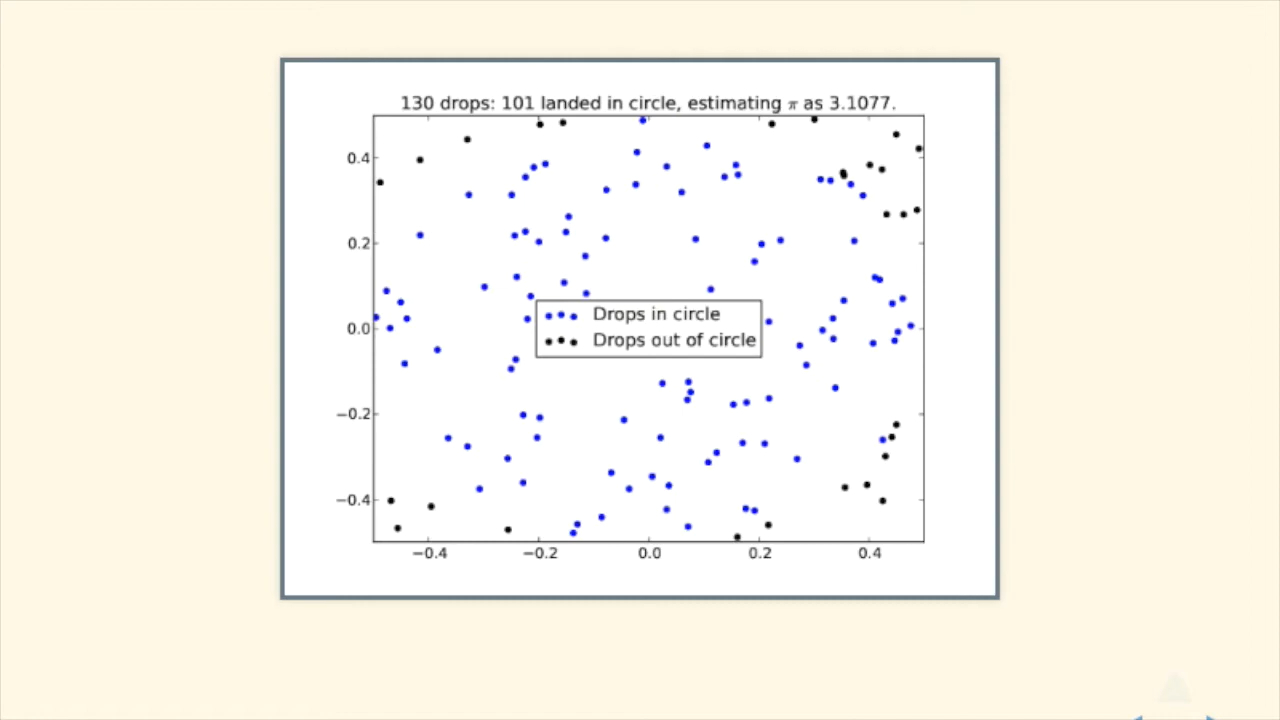 130 drops: 101 landed in circle, estimating π as 3.1077.
0.4
0.2
0.0
−0.2
−0.4
Drops in circle
Drops out of circle
−0.4 −0.2 0.0 0.2 0.4